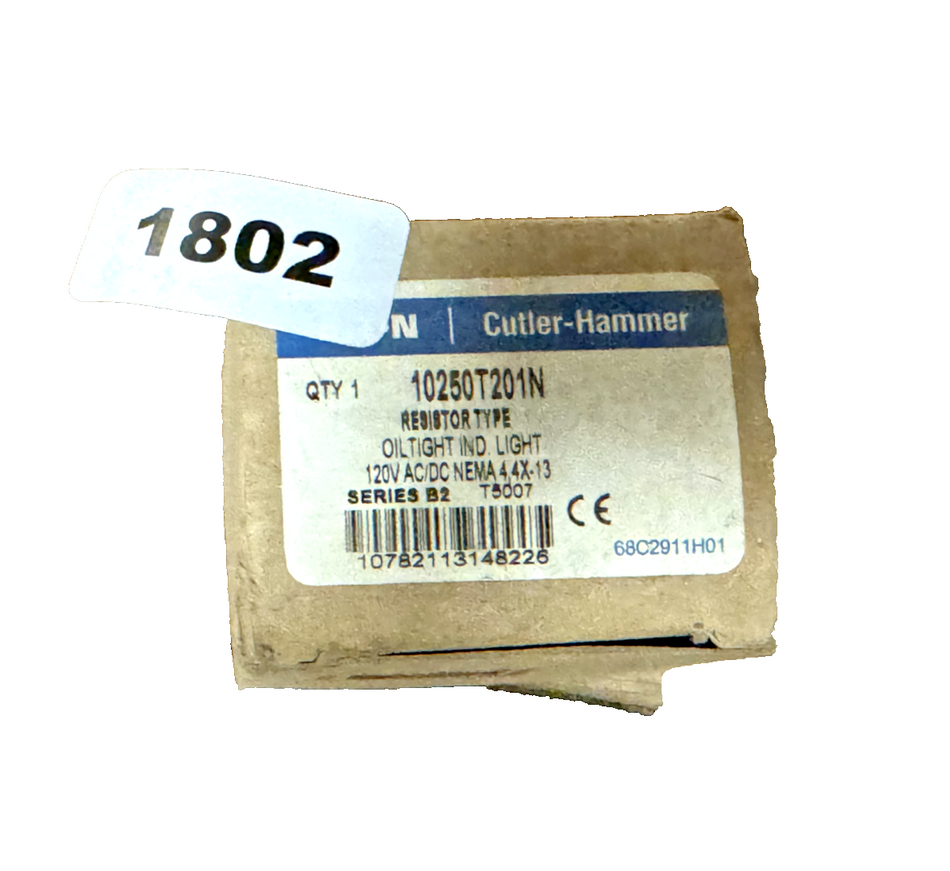 1802
Cutler-Hammer
QTY 1 10250T201N
RESISTOR TYPE
OILTIGHT IND. LIGHT
120V AC/DC NEMA 4,4X-13
SERIES B2 T5007
CE
10782113148226
68C2911H01